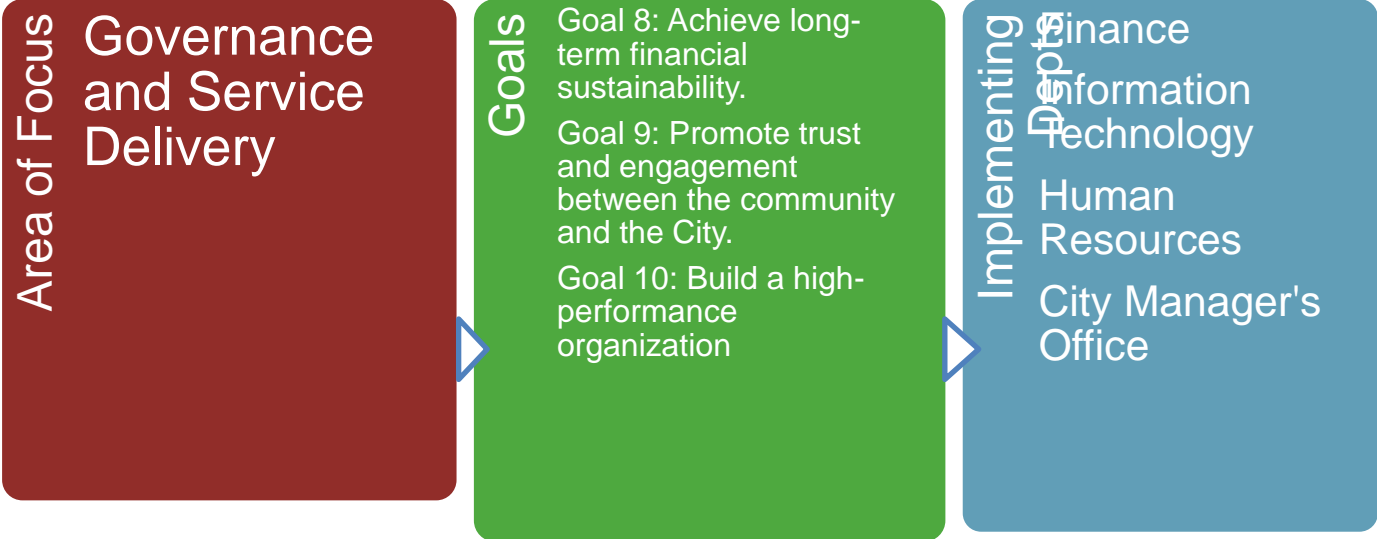 Area of Focus
Governance
and Service
Delivery
Goals
Goal 8: Achieve long-
term financial
sustainability.
Goal 9: Promote trust
and engagement
between the community
and the City.
Goal 10: Build a high-
performance
organization
Implementing
Depts
Finance
Information
Technology
Human
Resources
City Manager's
Office